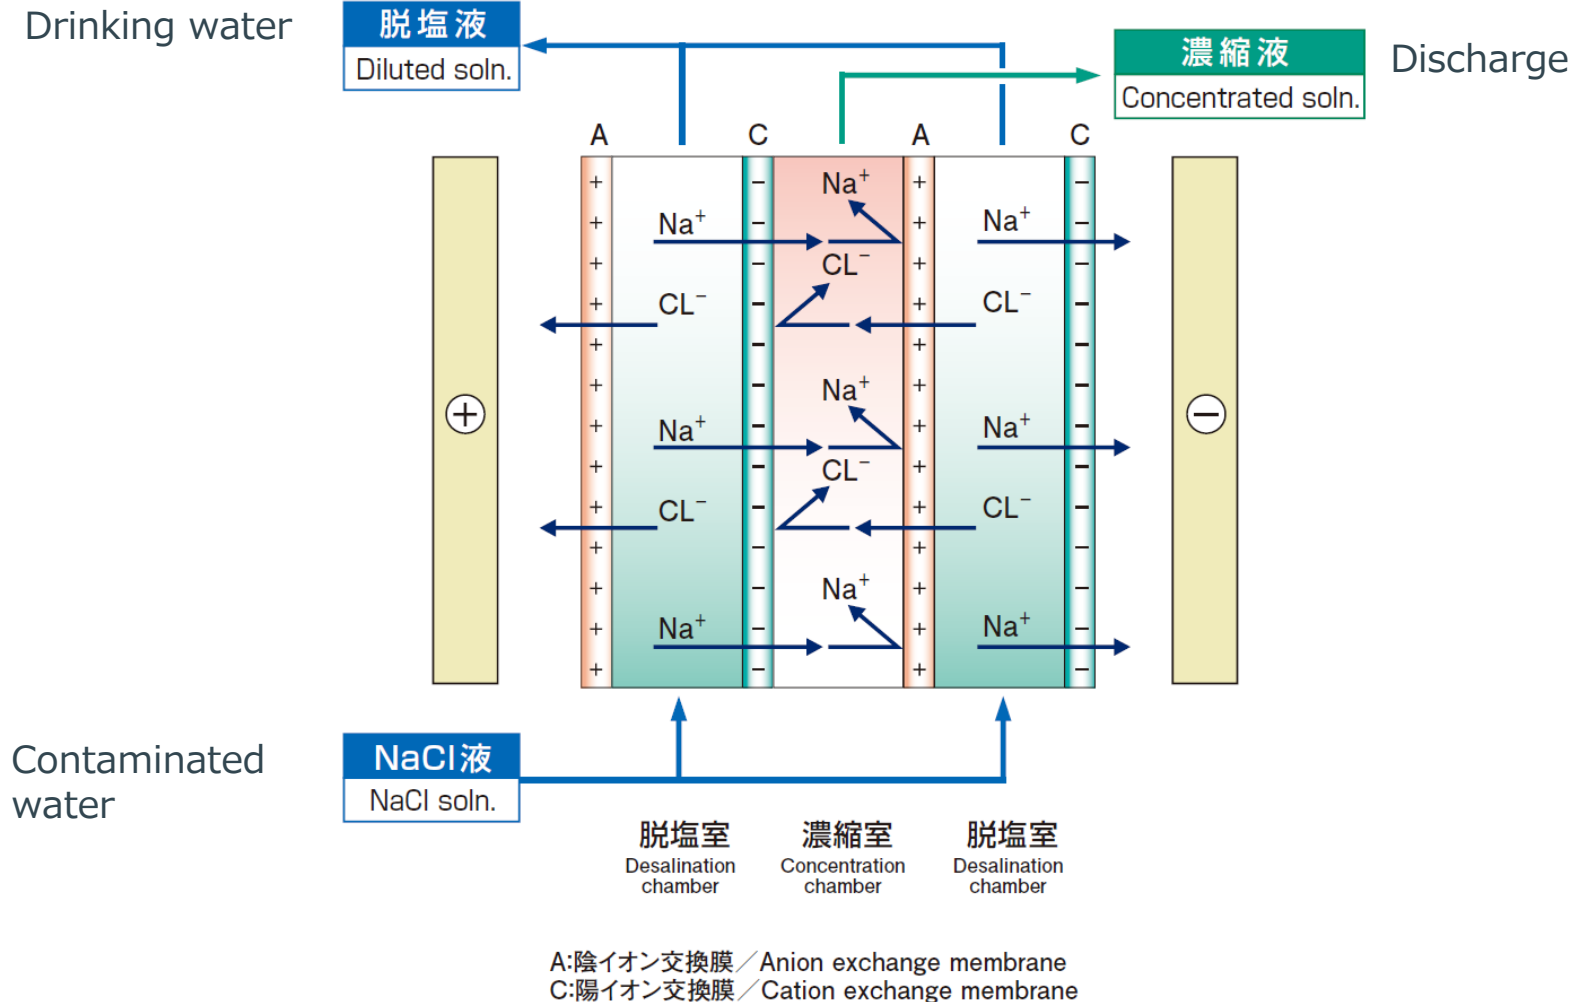 Drinking water
脱塩液
Diluted soln.
濃縮液
Concentrated soln.
Discharge
A
C
A
C
+ − + −
+ − Na⁺ + −
Na⁺ Na⁺
+ − + −
CL⁻
+ − + −
CL⁻ CL⁻
+ − + −
+ − Na⁺ + −
+ − + −
Na⁺ Na⁺
+ − CL⁻ + −
+ − + −
CL⁻ CL⁻
+ − + −
+ − Na⁺ + −
+ − + −
Na⁺ Na⁺
+ − + −
+
−
Contaminated
water
NaCl液
NaCl soln.
脱塩室
Desalination
chamber
濃縮室
Concentration
chamber
脱塩室
Desalination
chamber
A:陰イオン交換膜/Anion exchange membrane
C:陽イオン交換膜/Cation exchange membrane